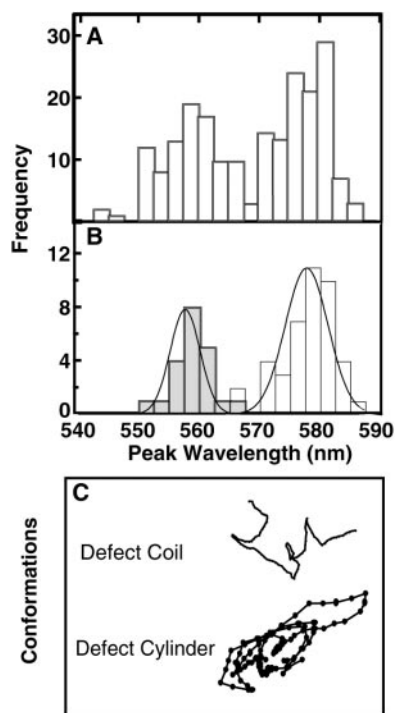 A
30
20
10
Frequency
B
12
8
4
0
540 550 560 570 580 590
Peak Wavelength (nm)
C
Conformations
Defect Coil
Defect Cylinder